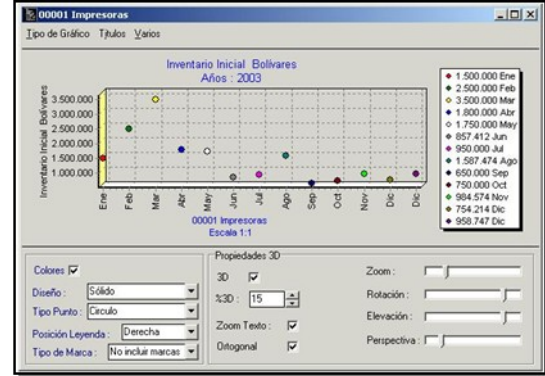 00001 Impresoras
Tipo de Gráfico Títulos Varios
Inventario Inicial Bolívares
Años : 2003
Inventario Inicial Bolívares
3.500.000
3.000.000
2.500.000
2.000.000
1.500.000
1.000.000
Ene Feb Mar Abr May Jun Jul Ago Sep Oct Nov Dic Dic
00001 Impresoras
Escala 1:1
1.500.000 Ene
2.500.000 Feb
3.500.000 Mar
1.800.000 Abr
1.750.000 May
857.412 Jun
950.000 Jul
1.587.474 Ago
650.000 Sep
750.000 Oct
984.574 Nov
754.214 Dic
958.747 Dic
Colores
Diseño : Sólido
Tipo Punto : Circulo
Posición Leyenda : Derecha
Tipo de Marca : No incluir marcas
Propiedades 3D
3D
%3D : 15
Zoom Texto :
Ortogonal
Zoom :
Rotación :
Elevación :
Perspectiva :